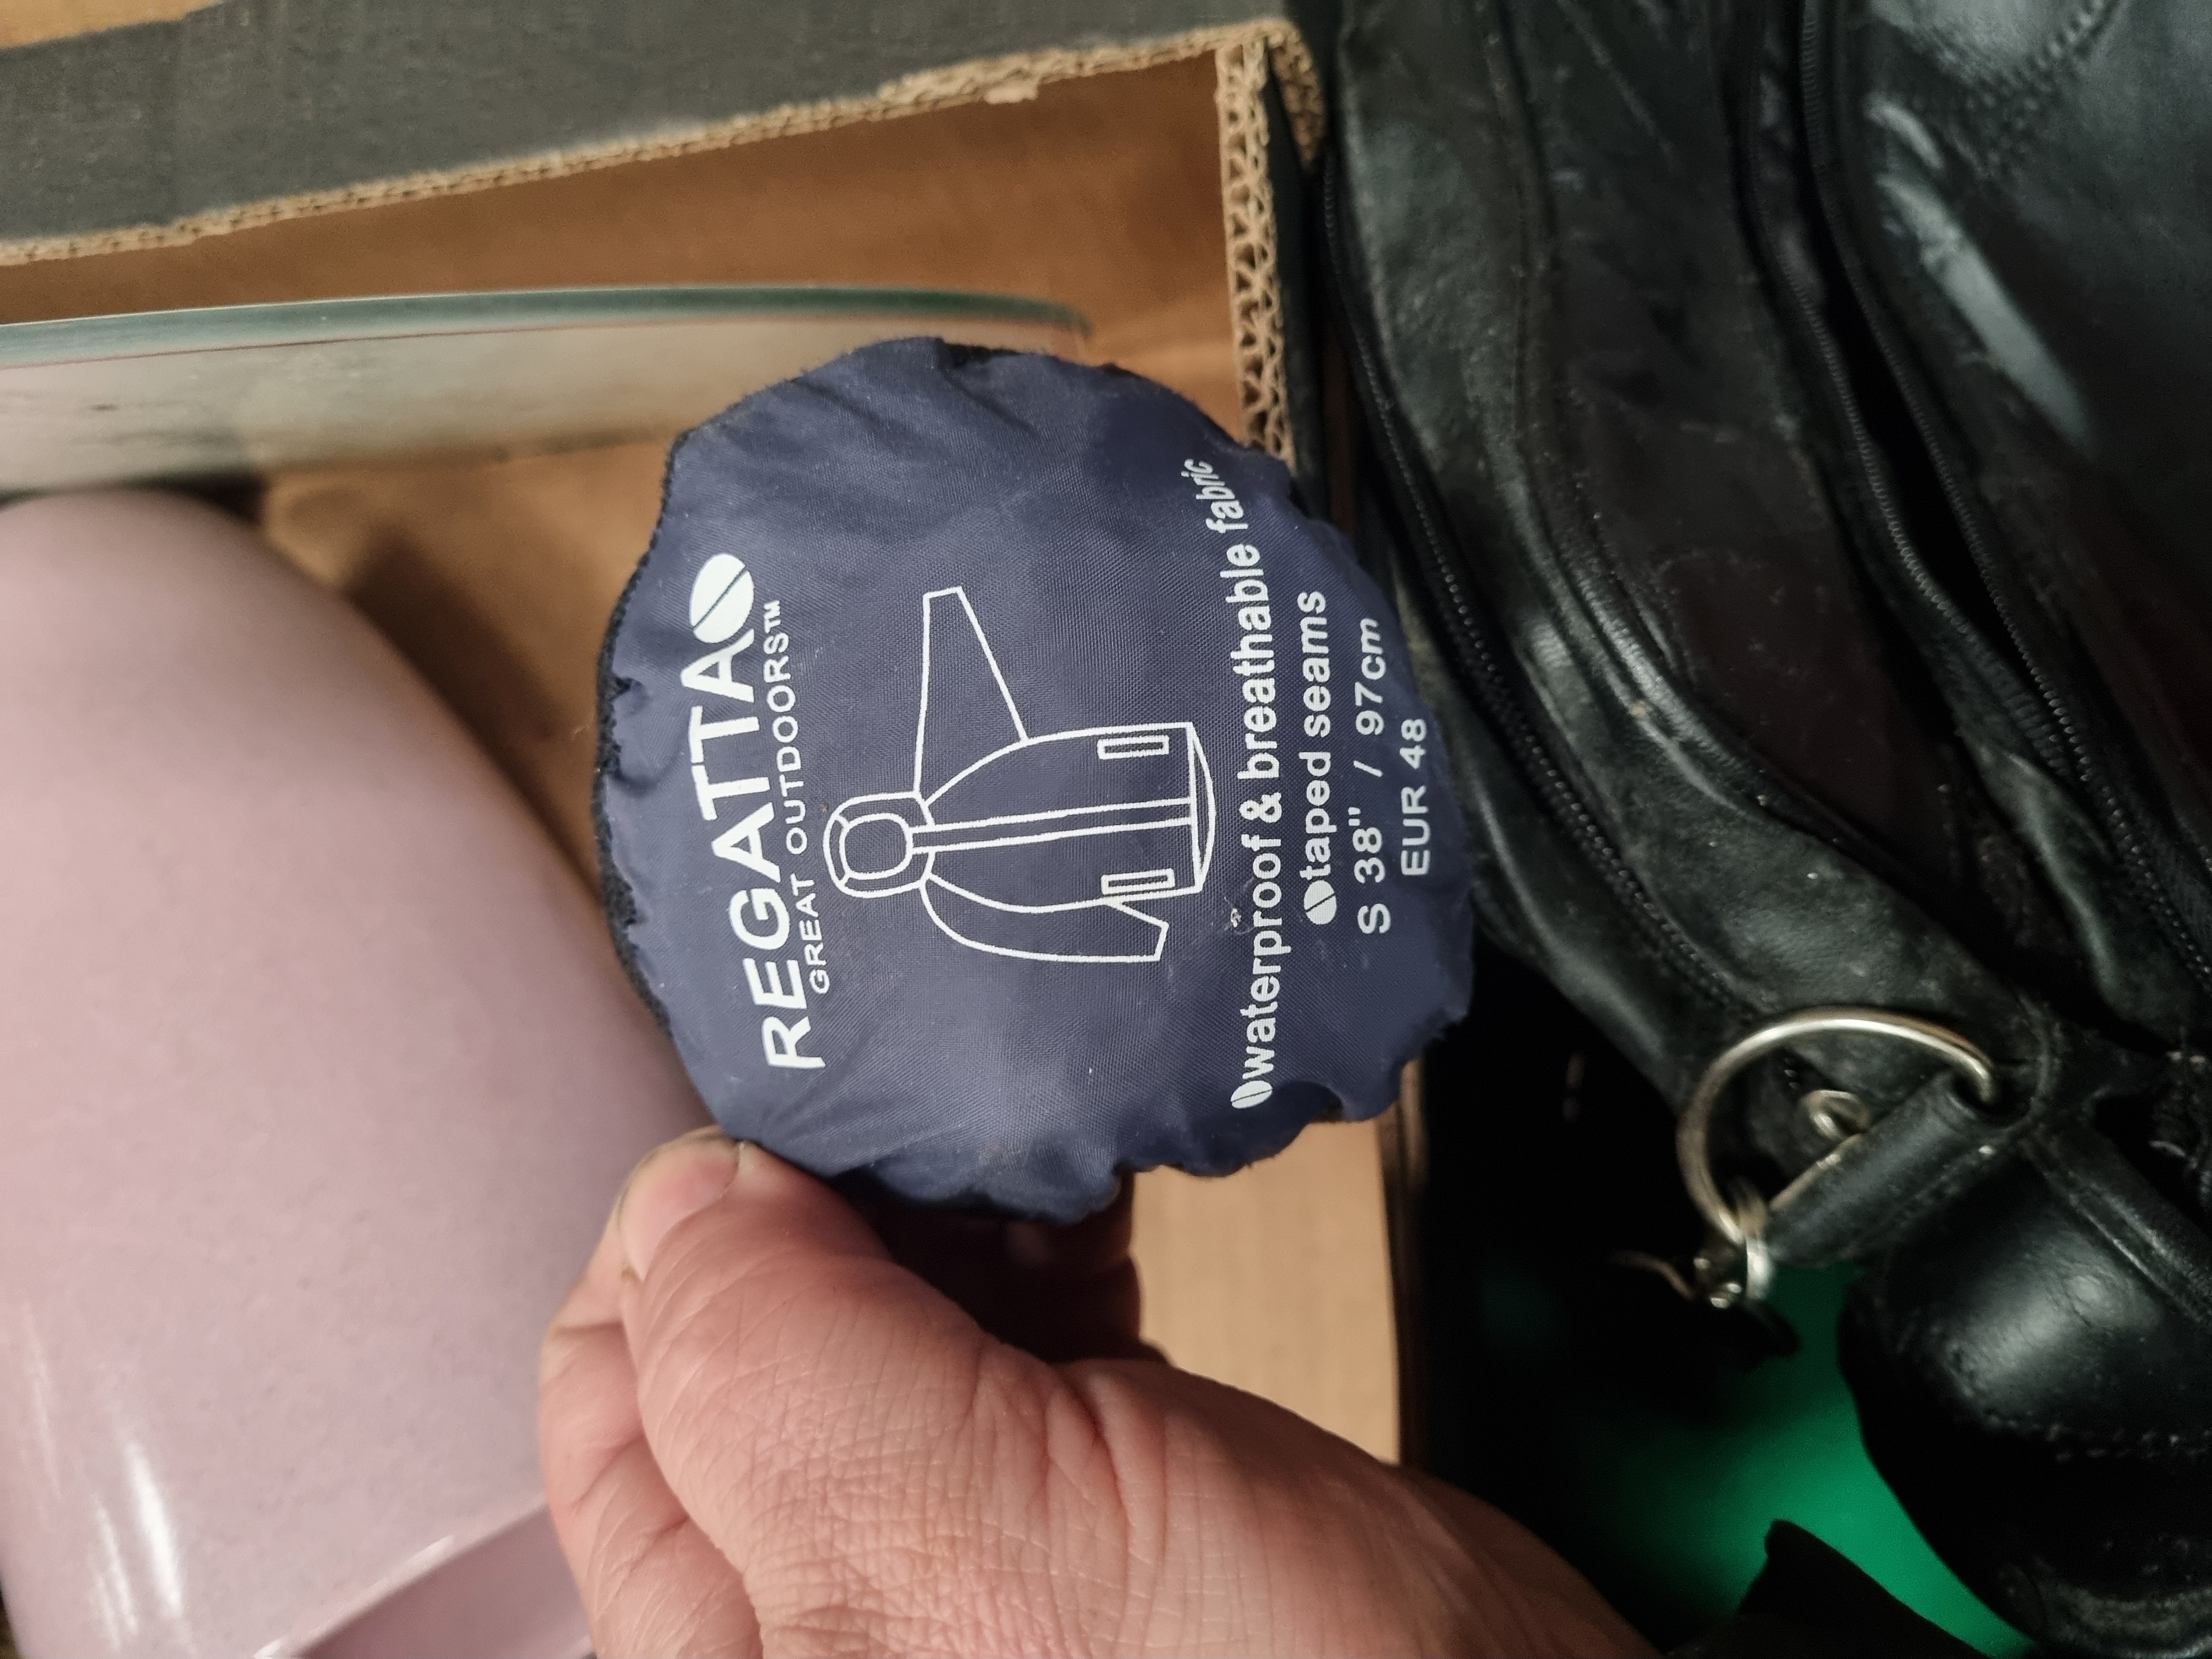 REGATTA
GREAT OUTDOORS™
waterproof & breathable fabric
taped seams
S 38" / 97cm
EUR 48